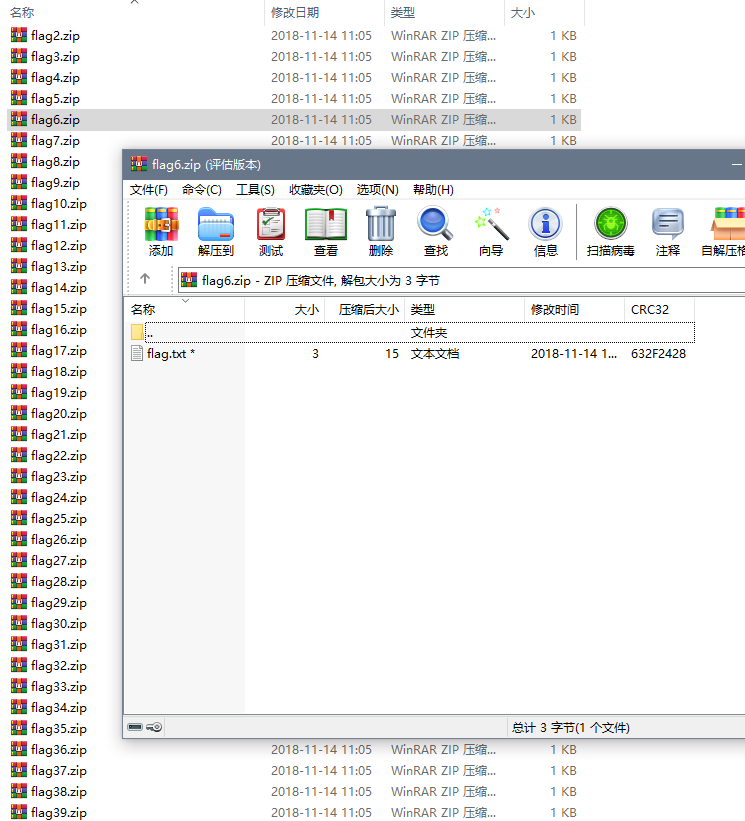 名称 修改日期 类型 大小
flag2.zip 2018-11-14 11:05 WinRAR ZIP 压缩... 1 KB
flag3.zip 2018-11-14 11:05 WinRAR ZIP 压缩... 1 KB
flag4.zip 2018-11-14 11:05 WinRAR ZIP 压缩... 1 KB
flag5.zip 2018-11-14 11:05 WinRAR ZIP 压缩... 1 KB
flag6.zip 2018-11-14 11:05 WinRAR ZIP 压缩... 1 KB
flag7.zip 2018-11-14 11:05 WinRAR ZIP 压缩... 1 KB
flag8.zip
flag9.zip
flag10.zip
flag11.zip
flag12.zip
flag13.zip
flag14.zip
flag15.zip
flag16.zip
flag17.zip
flag18.zip
flag19.zip
flag20.zip
flag21.zip
flag22.zip
flag23.zip
flag24.zip
flag25.zip
flag26.zip
flag27.zip
flag28.zip
flag29.zip
flag30.zip
flag31.zip
flag32.zip
flag33.zip
flag34.zip
flag35.zip
flag36.zip 2018-11-14 11:05 WinRAR ZIP 压缩... 1 KB
flag37.zip 2018-11-14 11:05 WinRAR ZIP 压缩... 1 KB
flag38.zip 2018-11-14 11:05 WinRAR ZIP 压缩... 1 KB
flag39.zip 2018-11-14 11:05 WinRAR ZIP 压缩... 1 KB
flag6.zip (评估版本)
文件(F) 命令(C) 工具(S) 收藏夹(O) 选项(N) 帮助(H)
添加 解压到 测试 查看 删除 查找 向导 信息 扫描病毒 注释 自解压格
flag6.zip - ZIP 压缩文件, 解包大小为 3 字节
名称 大小 压缩后大小 类型 修改时间 CRC32
.. 文件夹
flag.txt * 3 15 文本文档 2018-11-14 1... 632F2428
总计 3 字节(1 个文件)